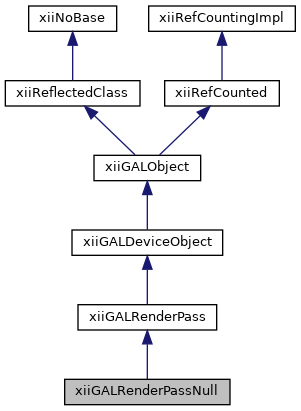 xiiNoBase
xiiRefCountingImpl
xiiReflectedClass
xiiRefCounted
xiiGALObject
xiiGALDeviceObject
xiiGALRenderPass
xiiGALRenderPassNull